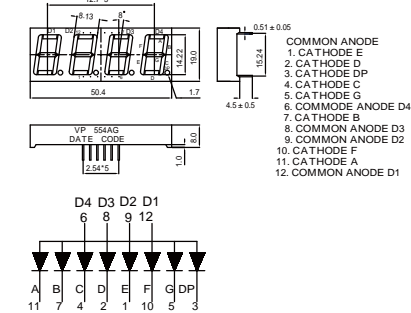 8.13
8°
0.51 ± 0.05
D1
D2
D3
D4
14.22
19.0
15.24
50.4
1.7
4.5 ± 0.5
COMMON ANODE
1. CATHODE E
2. CATHODE D
3. CATHODE DP
4. CATHODE C
5. CATHODE G
6. COMMODE ANODE D4
7. CATHODE B
8. COMMON ANODE D3
9. COMMON ANODE D2
10. CATHODE F
11. CATHODE A
12. COMMON ANODE D1
VP 554AG
DATE CODE
8.0
1.0
2.54*5
D4 D3 D2 D1
6 8 9 12
A B C D E F G DP
11 7 4 2 1 10 5 3